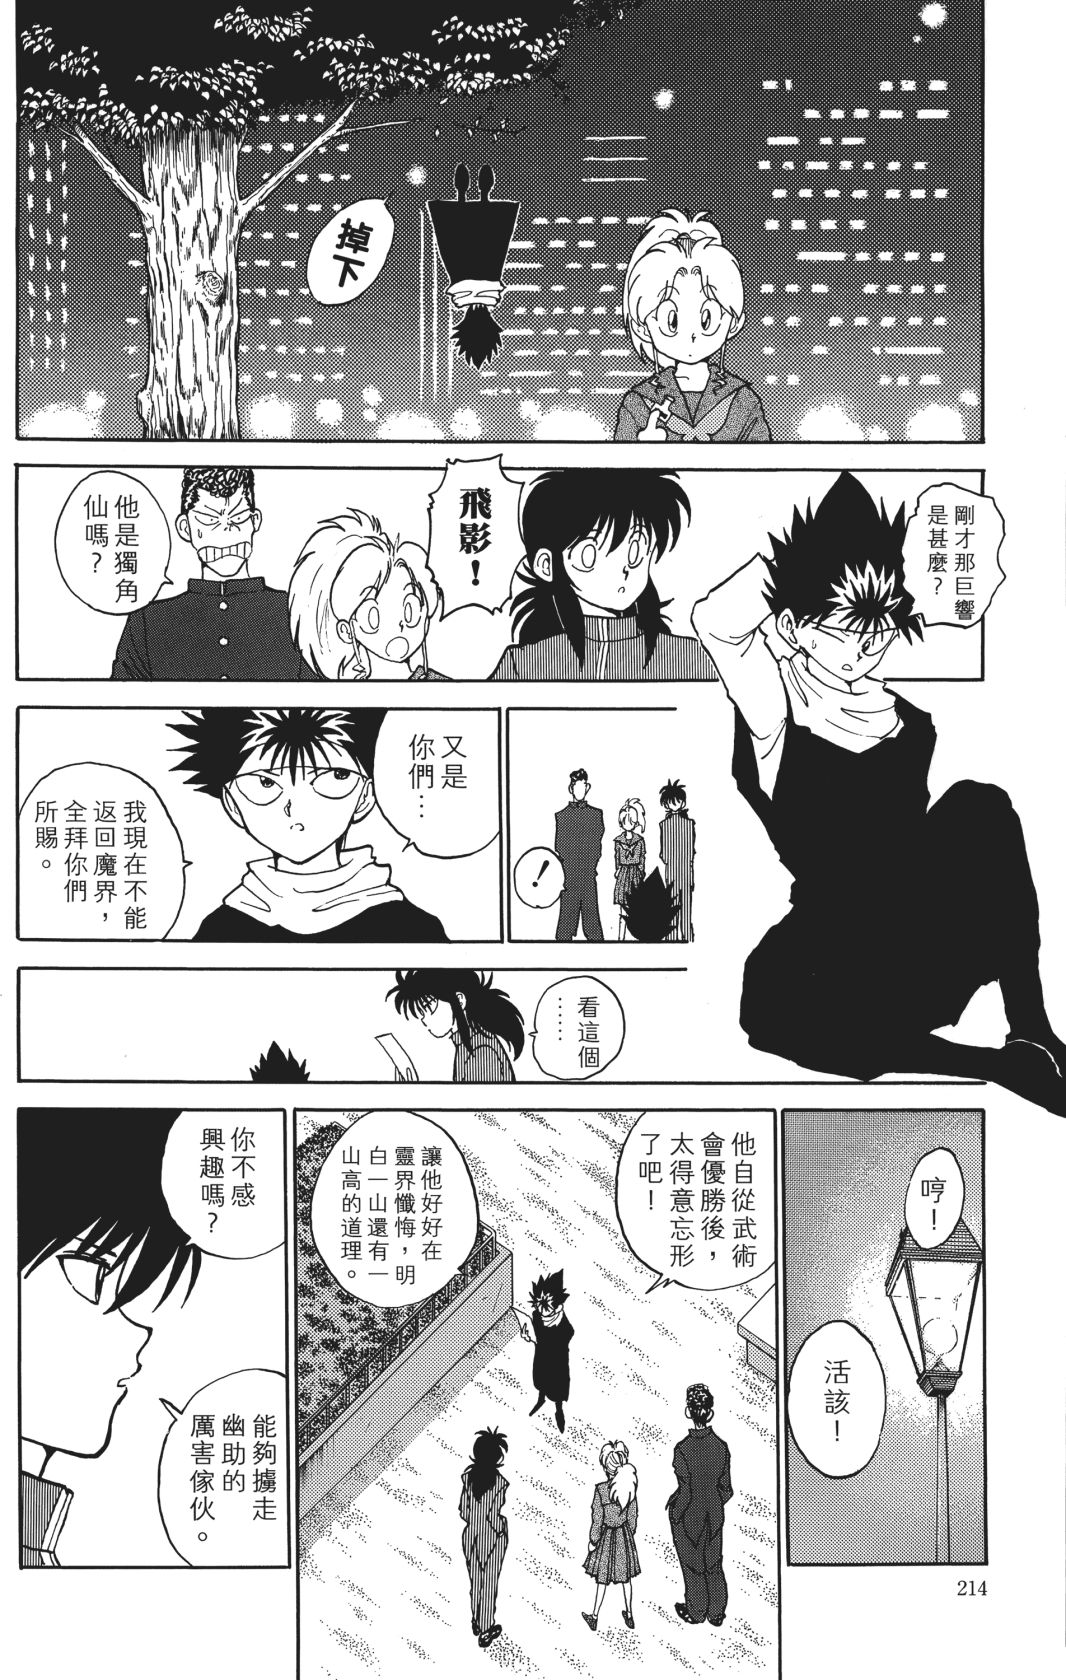 掉
下
剛才那巨響
是甚麼？
飛影！
他是獨角
仙嗎？
！
又是
你們⋯
我現在不能
返回魔界，
全拜你們
所賜。
看這個
⋯⋯
哼！
活該！
他自從武術
會優勝後，
太得意忘形
了吧！
讓他好好在
靈界懺悔，明
白一山還有一
山高的道理。
你不感
興趣嗎？
能夠擄走
幽助的
厲害傢伙。
214